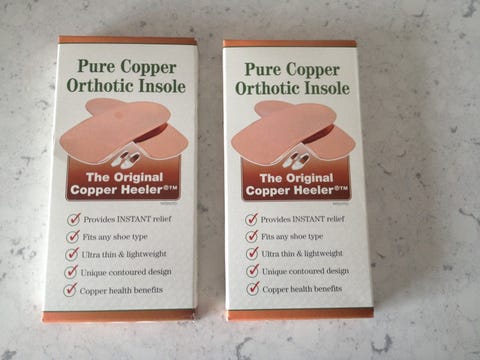 Pure Copper
Orthotic Insole
The Original
Copper Heeler®™
Provides INSTANT relief
Fits any shoe type
Ultra thin & lightweight
Unique contoured design
Copper health benefits
Pure Copper
Orthotic Insole
The Original
Copper Heeler®™
Provides INSTANT relief
Fits any shoe type
Ultra thin & lightweight
Unique contoured design
Copper health benefits